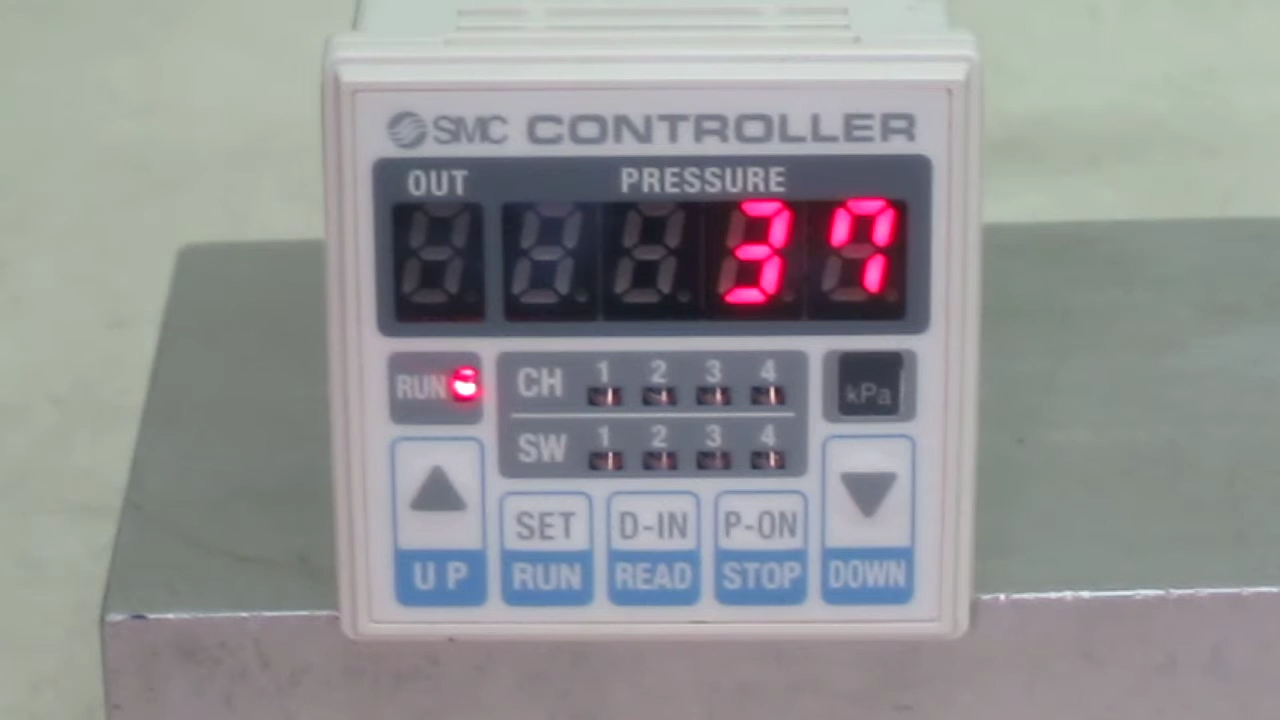 SMC CONTROLLER
OUT PRESSURE
37
RUN CH 1 2 3 4 kPa
SW 1 2 3 4
SET D-IN P-ON
UP RUN READ STOP DOWN